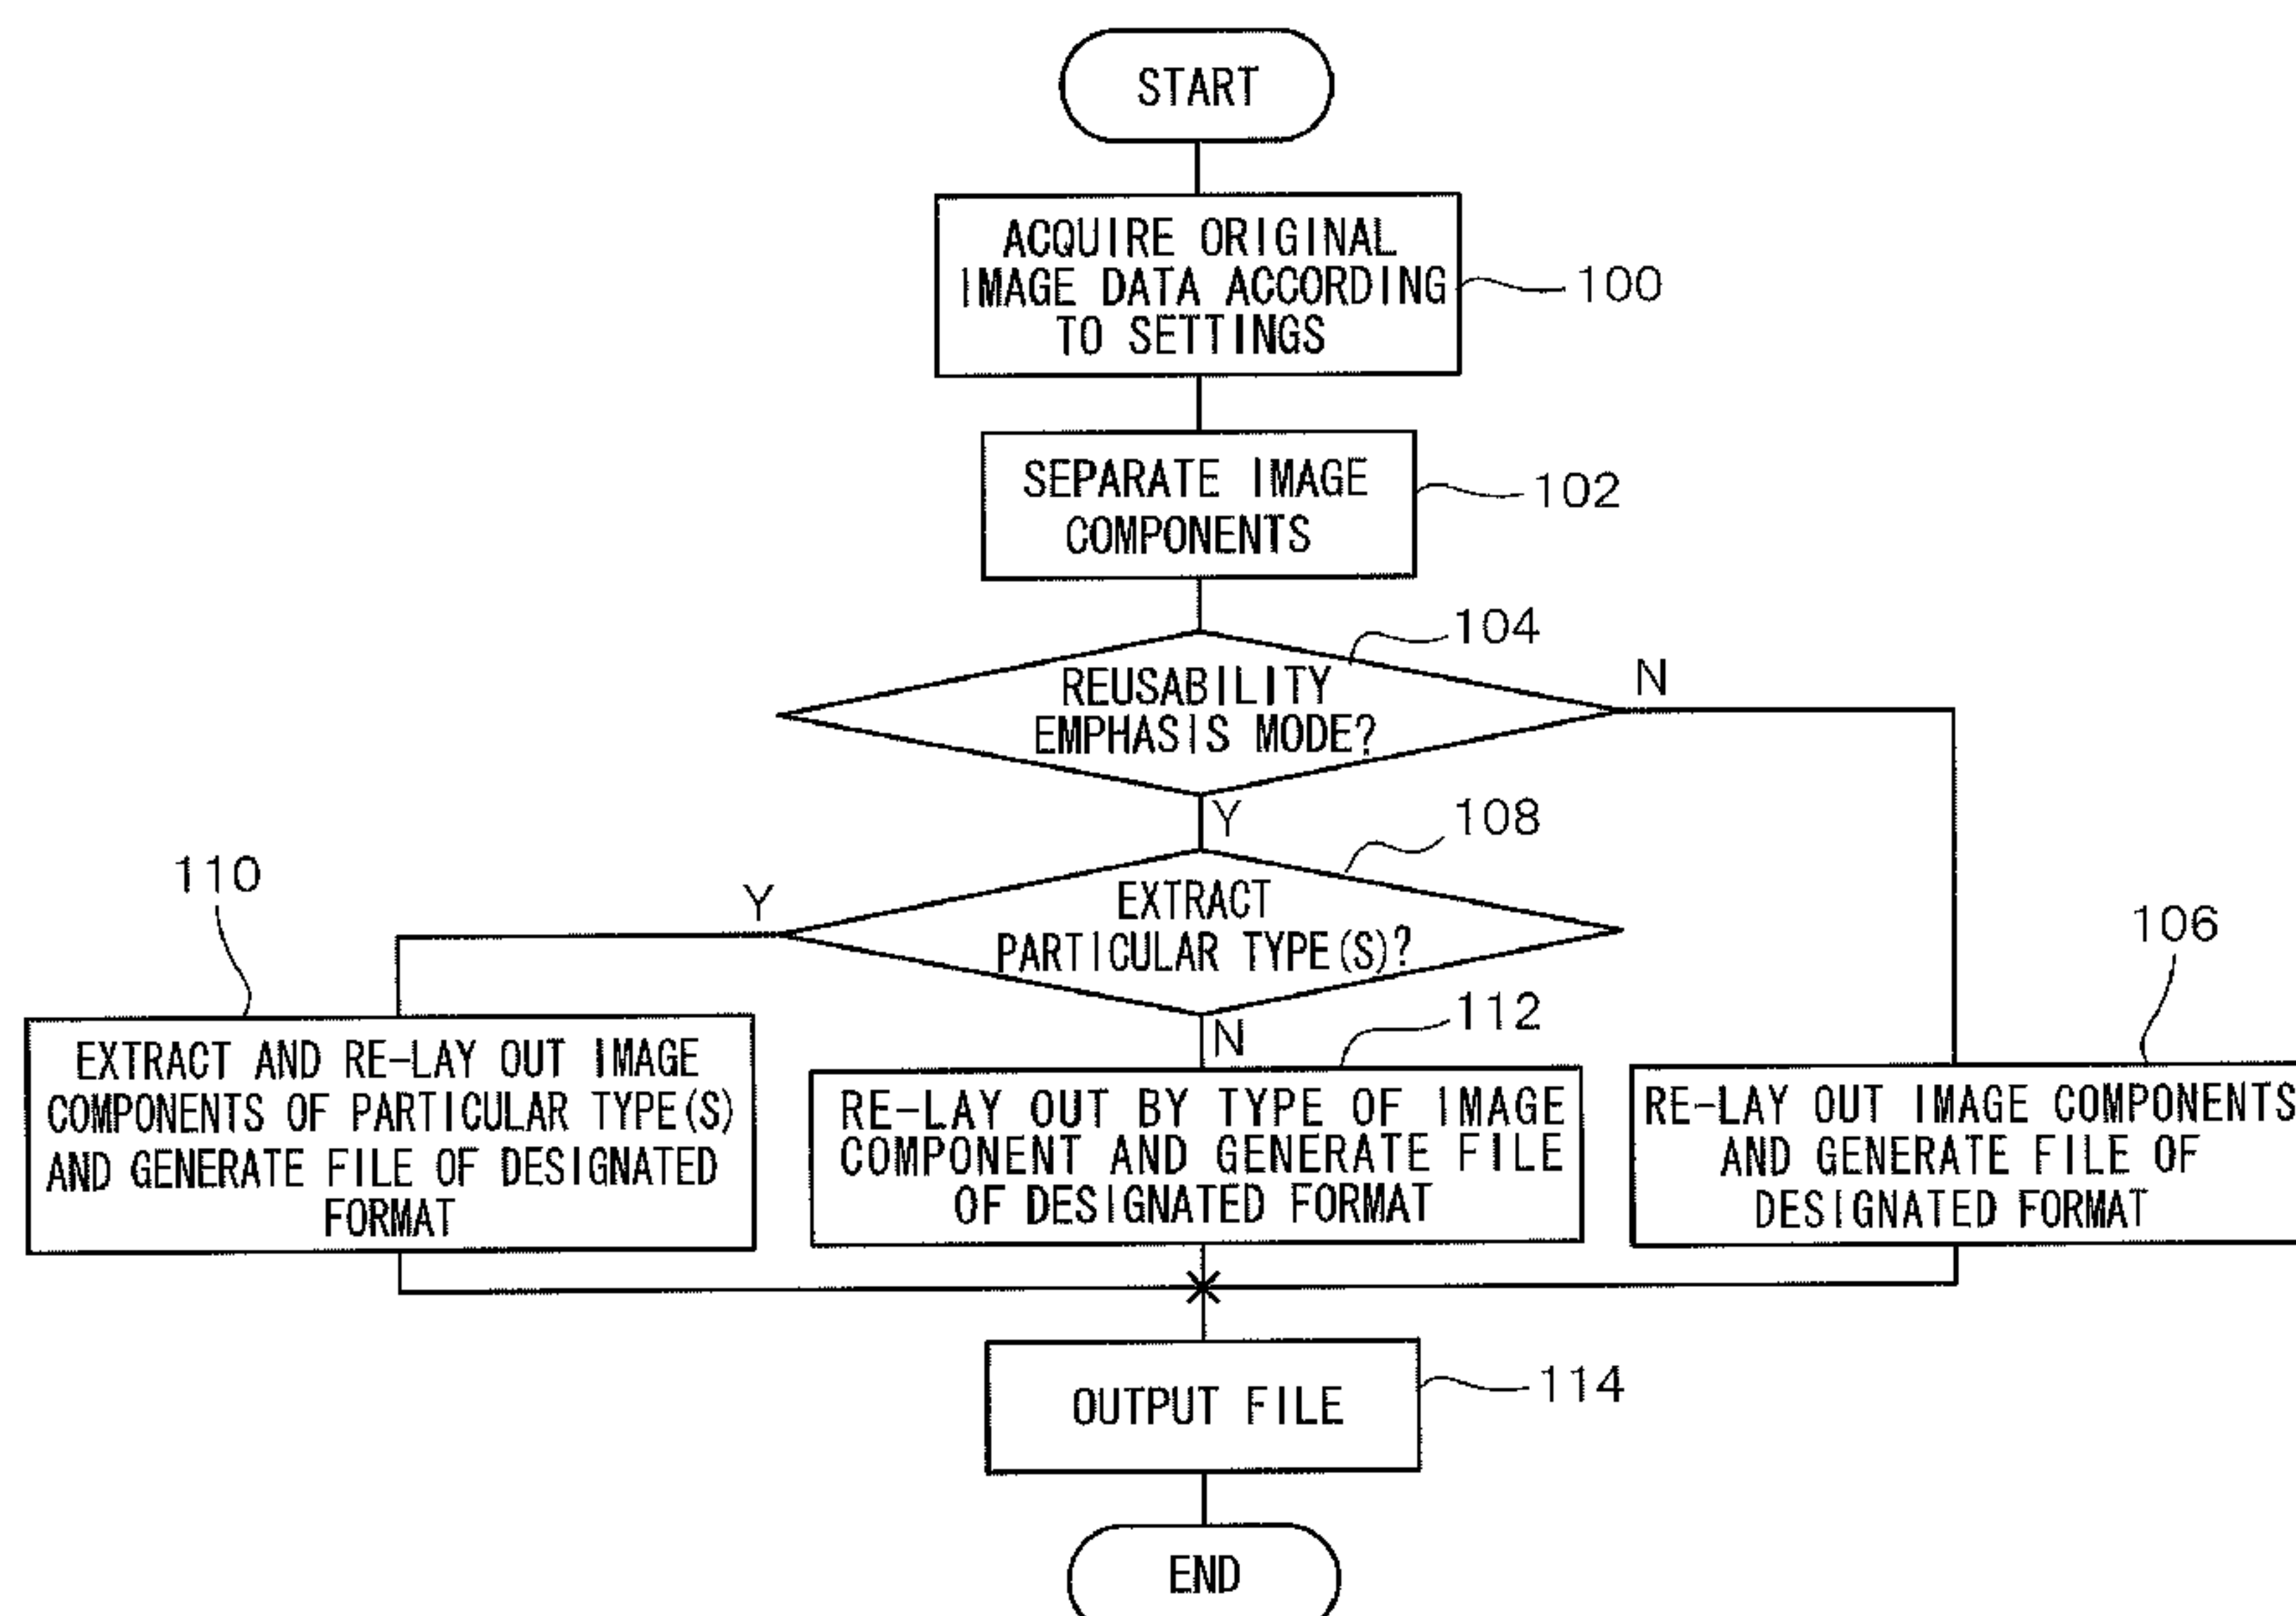 START
ACQUIRE ORIGINAL
IMAGE DATA ACCORDING
TO SETTINGS
100
SEPARATE IMAGE
COMPONENTS
102
104
REUSABILITY
EMPHASIS MODE?
N
Y
108
EXTRACT
PARTICULAR TYPE(S)?
Y
N
110
EXTRACT AND RE-LAY OUT IMAGE
COMPONENTS OF PARTICULAR TYPE(S)
AND GENERATE FILE OF DESIGNATED
FORMAT
112
RE-LAY OUT BY TYPE OF IMAGE
COMPONENT AND GENERATE FILE
OF DESIGNATED FORMAT
106
RE-LAY OUT IMAGE COMPONENTS
AND GENERATE FILE OF
DESIGNATED FORMAT
OUTPUT FILE
114
END